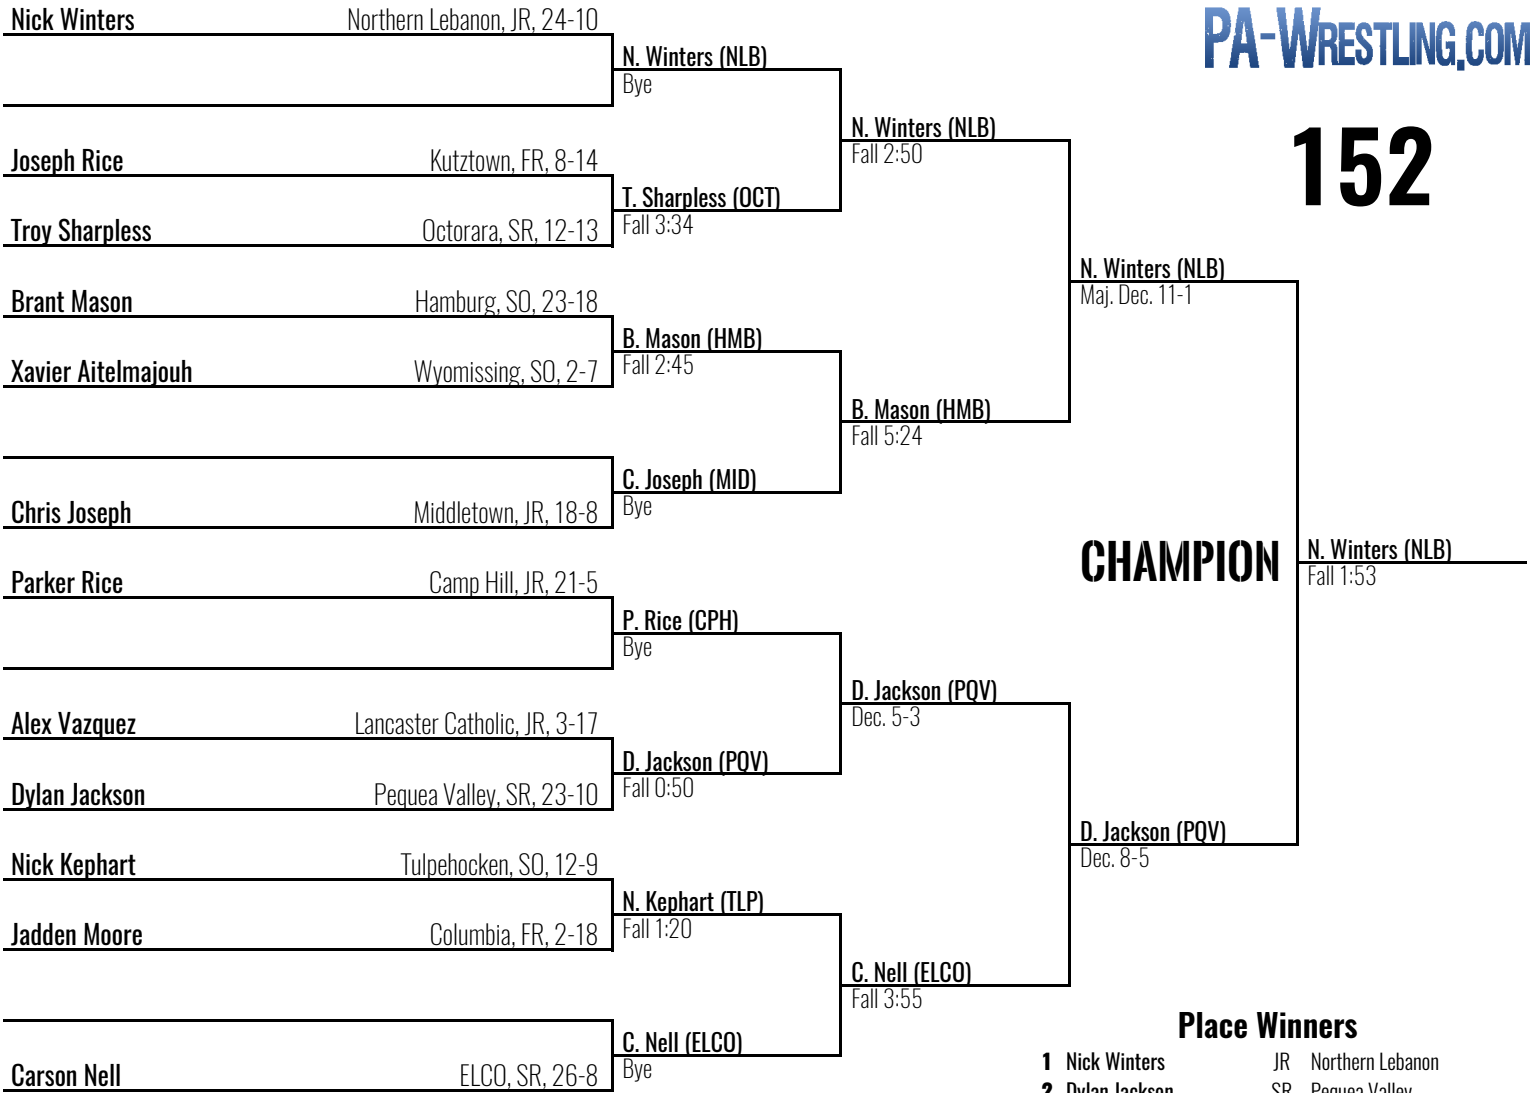 Nick Winters Northern Lebanon, JR, 24-10
PA-WRESTLING.COM
N. Winters (NLB)
Bye
152
N. Winters (NLB)
Fall 2:50
Joseph Rice Kutztown, FR, 8-14
T. Sharpless (OCT)
Fall 3:34
Troy Sharpless Octorara, SR, 12-13
N. Winters (NLB)
Maj. Dec. 11-1
Brant Mason Hamburg, SO, 23-18
B. Mason (HMB)
Fall 2:45
Xavier Aitelmajouh Wyomissing, SO, 2-7
B. Mason (HMB)
Fall 5:24
C. Joseph (MID)
Bye
Chris Joseph Middletown, JR, 18-8
CHAMPION
N. Winters (NLB)
Fall 1:53
Parker Rice Camp Hill, JR, 21-5
P. Rice (CPH)
Bye
D. Jackson (PQV)
Dec. 5-3
Alex Vazquez Lancaster Catholic, JR, 3-17
D. Jackson (PQV)
Fall 0:50
Dylan Jackson Pequea Valley, SR, 23-10
D. Jackson (PQV)
Dec. 8-5
Nick Kephart Tulpehocken, SO, 12-9
N. Kephart (TLP)
Fall 1:20
Jadden Moore Columbia, FR, 2-18
C. Nell (ELCO)
Fall 3:55
C. Nell (ELCO)
Bye
Carson Nell ELCO, SR, 26-8
Place Winners
1 Nick Winters JR Northern Lebanon
2 Dylan Jackson SR Pequea Valley